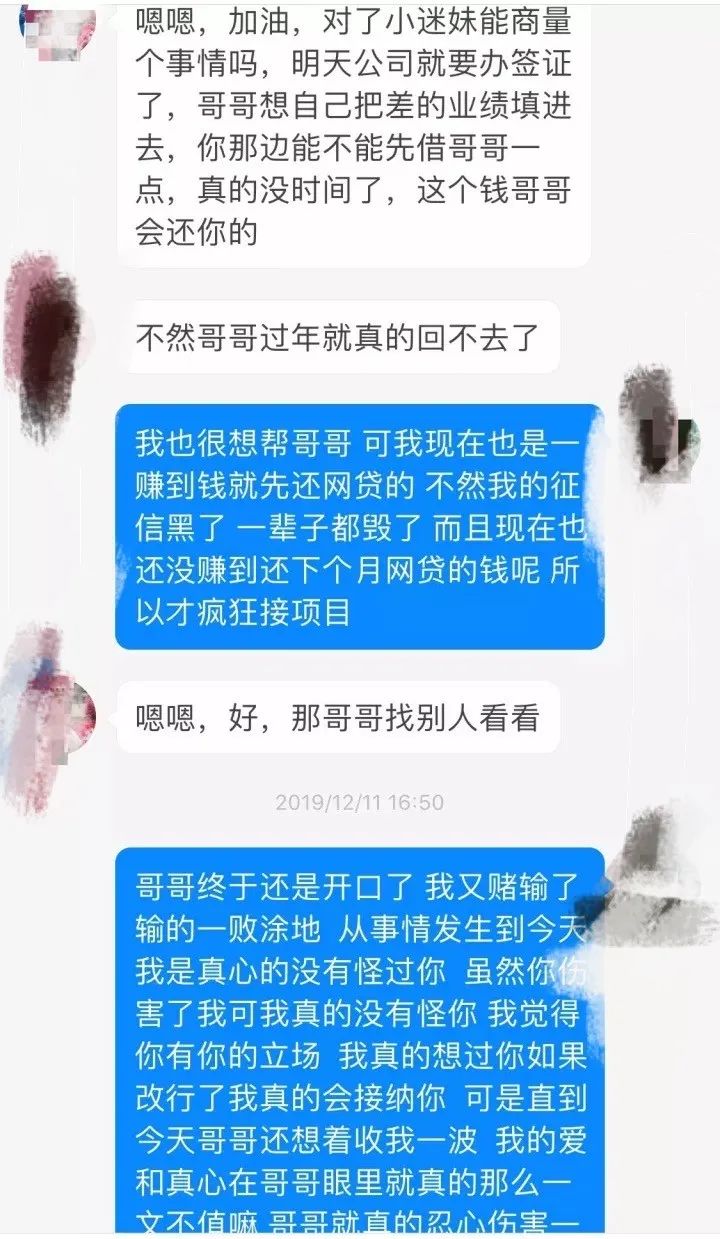 嗯嗯，加油，对了小迷妹能商量
个事情吗，明天公司就要办签证
了，哥哥想自己把差的业绩填进
去，你那边能不能先借哥哥一
点，真的没时间了，这个钱哥哥
会还你的
不然哥哥过年就真的回不去了
我也很想帮哥哥 可我现在也是一
赚到钱就先还网贷的 不然我的征
信黑了 一辈子都毁了 而且现在也
还没赚到还下个月网贷的钱呢 所
以才疯狂接项目
嗯嗯，好，那哥哥找别人看看
2019/12/11 16:50
哥哥终于还是开口了 我又赌输了
输的一败涂地  从事情发生到今天
我是真心的没有怪过你  虽然你伤
害了我可我真的没有怪你 我觉得
你有你的立场  我真的想过你如果
改行了我真的会接纳你  可是直到
今天哥哥还想着收我一波  我的爱
和真心在哥哥眼里就真的那么一
文不值嘛 哥哥就真的忍心伤害一